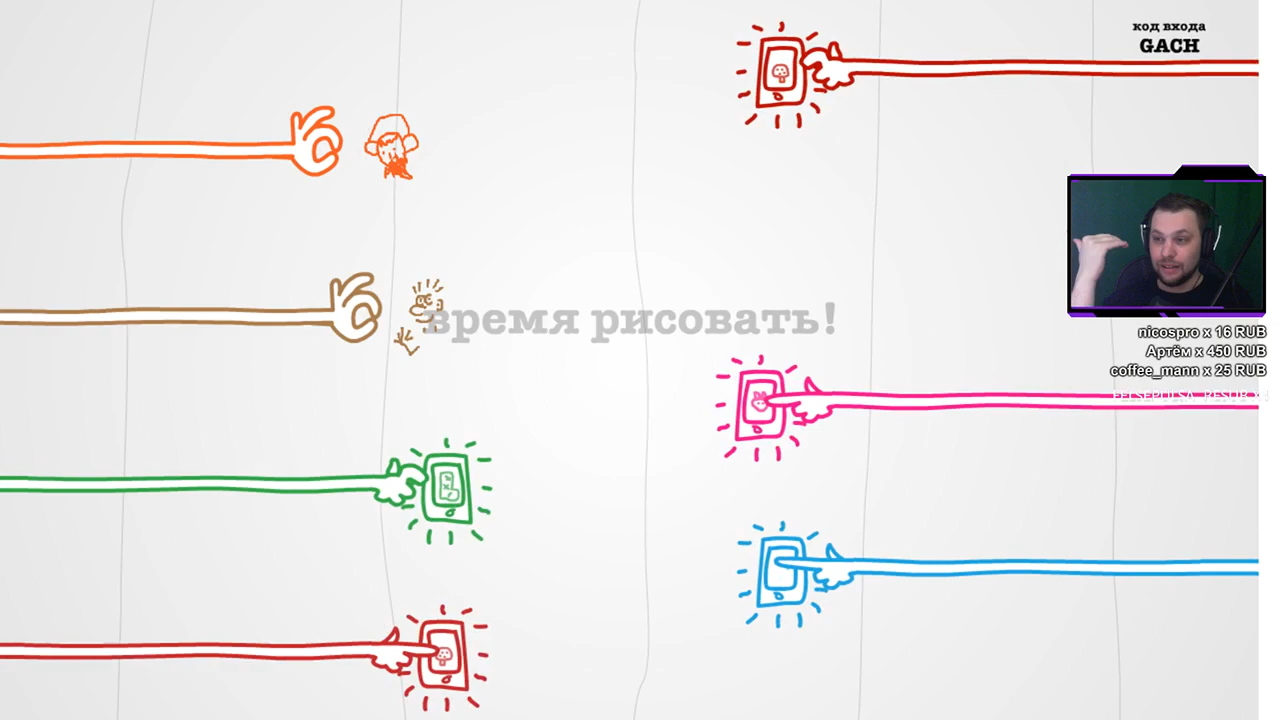 код входа
GACH
время рисовать!
nicospro x 16 RUB
Артём x 450 RUB
coffee_mann x 25 RUB